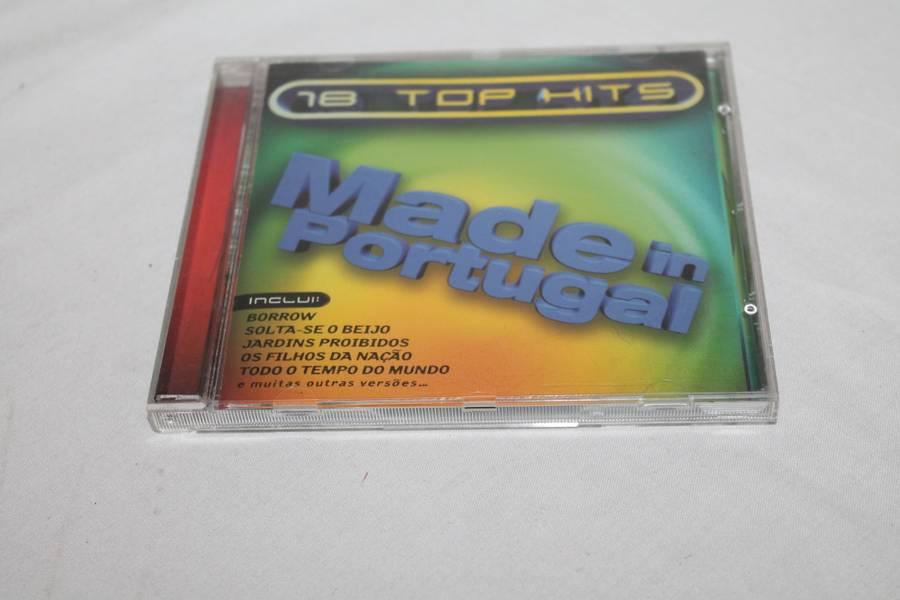 18 TOP HITS
Made in
Portugal
INCLUI:
BORROW
SOLTA-SE O BEIJO
JARDINS PROIBIDOS
OS FILHOS DA NAÇÃO
TODO O TEMPO DO MUNDO
e muitas outras versões...